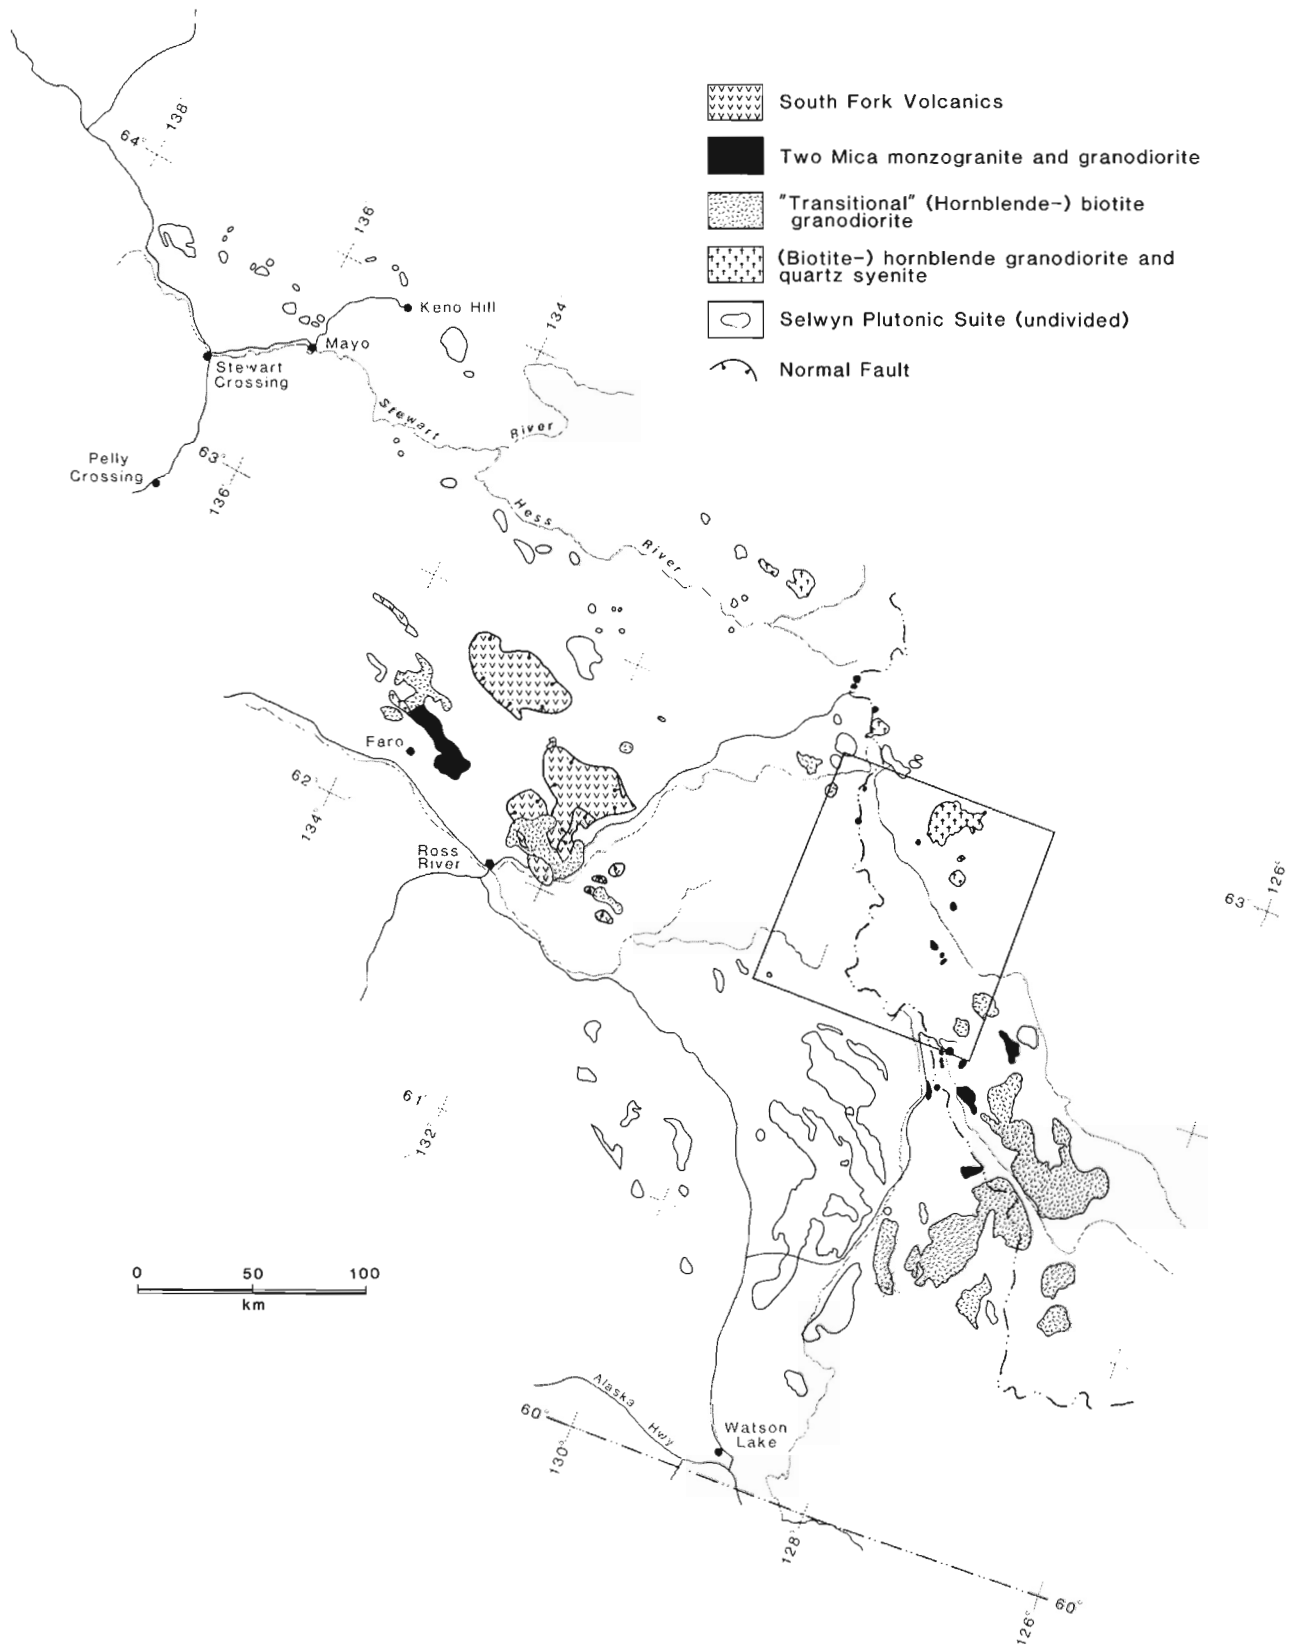 South Fork Volcanics
Two Mica monzogranite and granodiorite
"Transitional" (Hornblende-) biotite
granodiorite
(Biotite-) hornblende granodiorite and
quartz syenite
Selwyn Plutonic Suite (undivided)
Normal Fault
138°
64°
136°
134°
Keno Hill
Mayo
Stewart
Crossing
Stewart River
Pelly
Crossing
63°
136°
Hess River
Faro
62°
134°
Ross
River
63°
126°
61°
132°
0 50 100
km
Alaska Hwy
60°
130°
Watson
Lake
128°
60°
126°